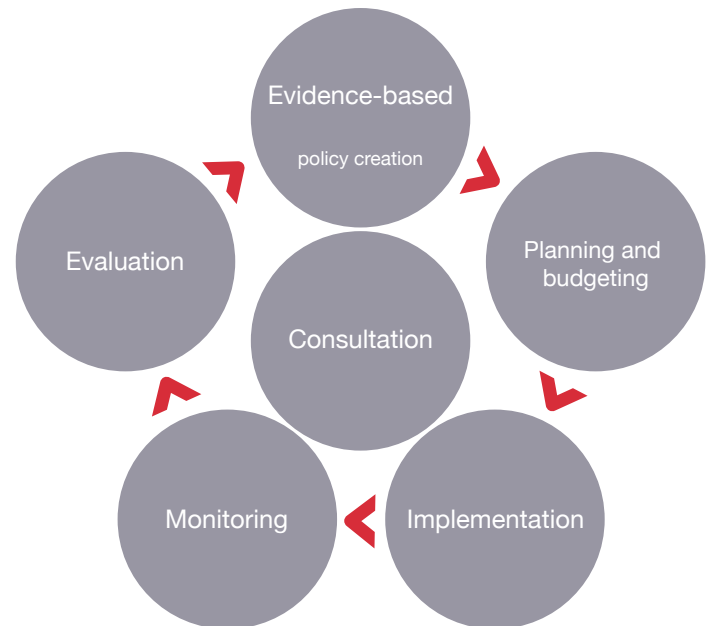 Evidence-based
policy creation
Planning and
budgeting
Evaluation
Consultation
Monitoring
Implementation